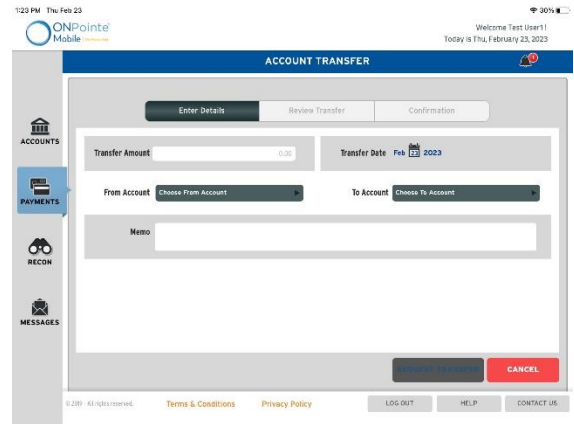 1:23 PM Thu Feb 23
30%
ONPointe
Mobile
Welcome Test User1!
Today is Thu, February 23, 2023
ACCOUNT TRANSFER
Enter Details
Review Transfer
Confirmation
ACCOUNTS
Transfer Amount
0.00
Transfer Date Feb 23 2023
PAYMENTS
From Account Choose From Account
To Account Choose To Account
Memo
RECON
MESSAGES
REQUEST TRANSFER
CANCEL
© 2019 - All rights reserved.
Terms & Conditions
Privacy Policy
LOG OUT
HELP
CONTACT US